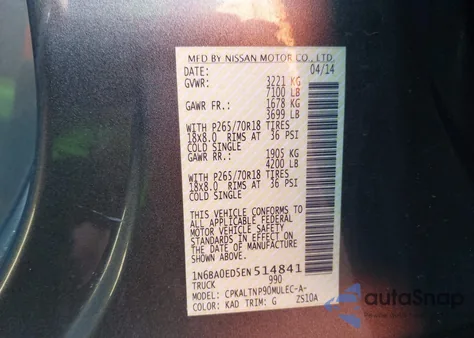 MFD BY NISSAN MOTOR CO., LTD.
DATE: 04/14
GVWR: 3221 KG
7100 LB
GAWR FR.: 1678 KG
3699 LB
WITH P265/70R18 TIRES
18x8.0 RIMS AT 36 PSI
COLD SINGLE
GAWR RR.: 1905 KG
4200 LB
WITH P265/70R18 TIRES
18x8.0 RIMS AT 36 PSI
COLD SINGLE
THIS VEHICLE CONFORMS TO
ALL APPLICABLE FEDERAL
MOTOR VEHICLE SAFETY
STANDARDS IN EFFECT ON THE
DATE OF MANUFACTURE
1N6BA0ED5EN514841
TRUCK 990
MODEL: CPKALTNP90MULEC-A-
COLOR: KAD TRIM: G ZS10A
autoSnap